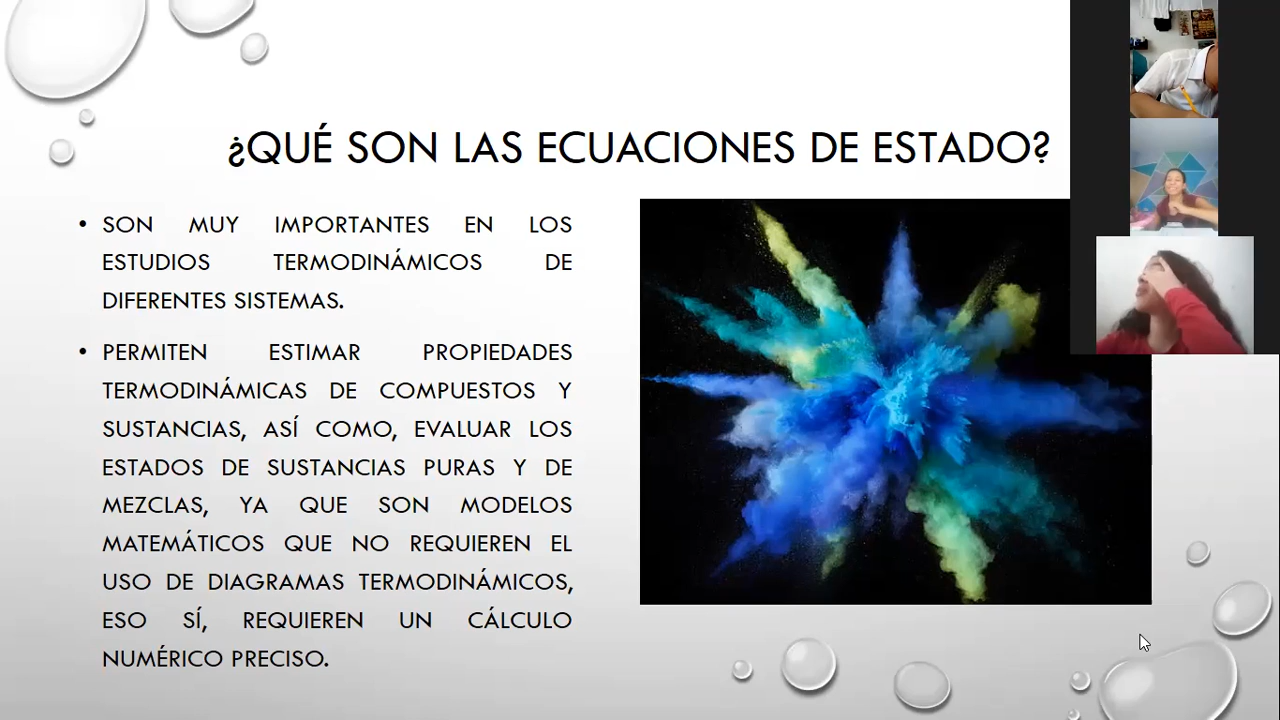 ¿QUÉ SON LAS ECUACIONES DE ESTADO?
• SON MUY IMPORTANTES EN LOS
ESTUDIOS TERMODINÁMICOS DE
DIFERENTES SISTEMAS.
• PERMITEN ESTIMAR PROPIEDADES
TERMODINÁMICAS DE COMPUESTOS Y
SUSTANCIAS, ASÍ COMO, EVALUAR LOS
ESTADOS DE SUSTANCIAS PURAS Y DE
MEZCLAS, YA QUE SON MODELOS
MATEMÁTICOS QUE NO REQUIEREN EL
USO DE DIAGRAMAS TERMODINÁMICOS,
ESO SÍ, REQUIEREN UN CÁLCULO
NUMÉRICO PRECISO.